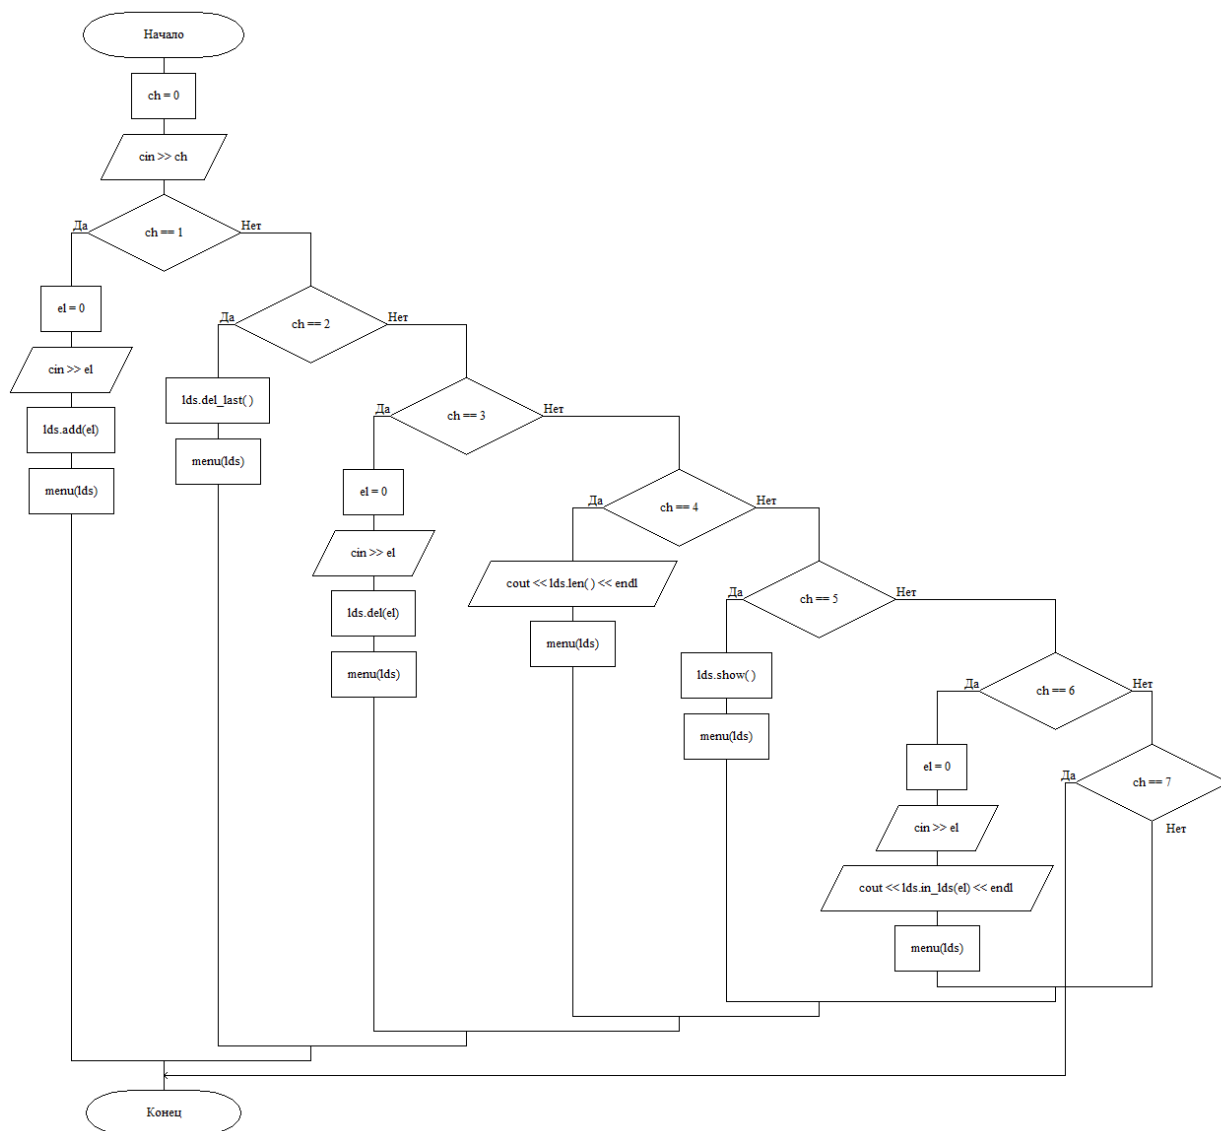 Начало
ch = 0
cin >> ch
Да
ch == 1
Нет
el = 0
cin >> el
lds.add(el)
menu(lds)
Да
ch == 2
Нет
lds.del_last( )
menu(lds)
Да
ch == 3
Нет
el = 0
cin >> el
lds.del(el)
menu(lds)
Да
ch == 4
Нет
cout << lds.len( ) << endl
menu(lds)
Да
ch == 5
Нет
lds.show( )
menu(lds)
Да
ch == 6
Нет
el = 0
cin >> el
cout << lds.in_lds(el) << endl
menu(lds)
Да
ch == 7
Нет
Конец